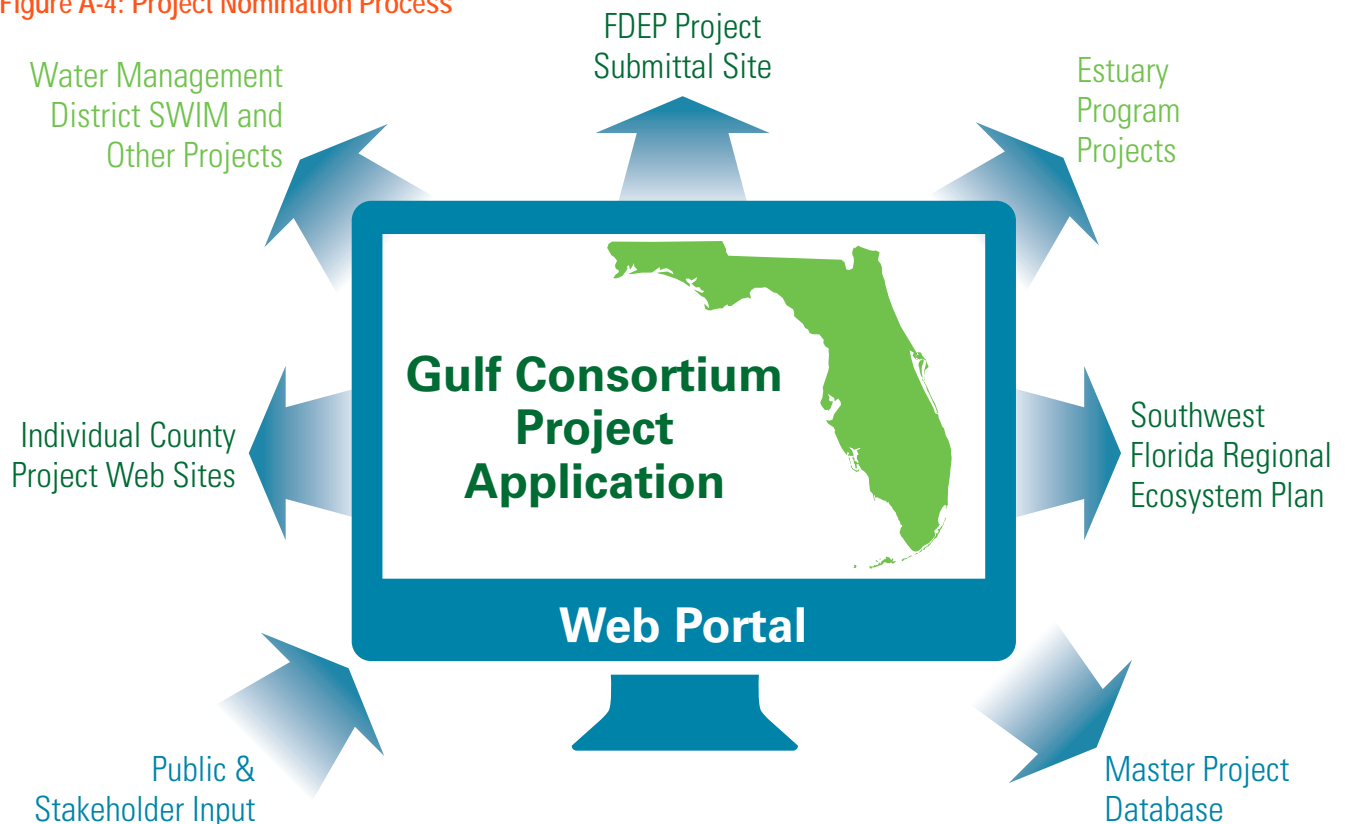 Figure A-4: Project Nomination Process
FDEP Project
Submittal Site
Water Management
District SWIM and
Other Projects
Estuary
Program
Projects
Gulf Consortium
Project
Application
Individual County
Project Web Sites
Southwest
Florida Regional
Ecosystem Plan
Web Portal
Public &
Stakeholder Input
Master Project
Database